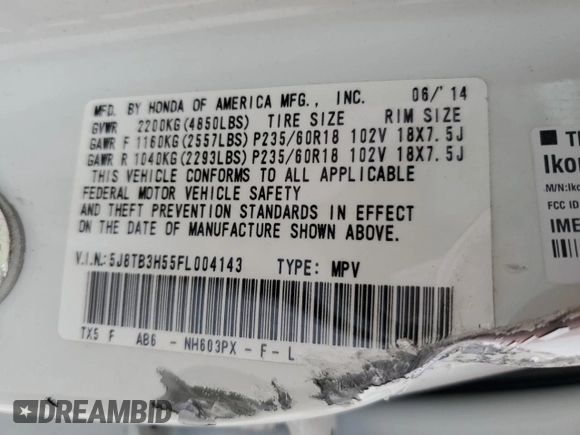 MFD. BY HONDA OF AMERICA MFG., INC. 06/'14
GVWR 2200KG(4850LBS) TIRE SIZE RIM SIZE
GAWR F 1160KG(2557LBS)P235/60R18 102V 18X7.5J
GAWR R 1040KG(2293LBS)P235/60R18 102V 18X7.5J
THIS VEHICLE CONFORMS TO ALL APPLICABLE
FEDERAL MOTOR VEHICLE SAFETY
AND THEFT PREVENTION STANDARDS IN EFFECT
ON THE DATE OF MANUFACTURE SHOWN ABOVE.
V.I.N.:5J8TB3H55FL004143 TYPE: MPV
TX5 F AB6 - NH603PX - F - L
FCC ID
IME
DREAMBID